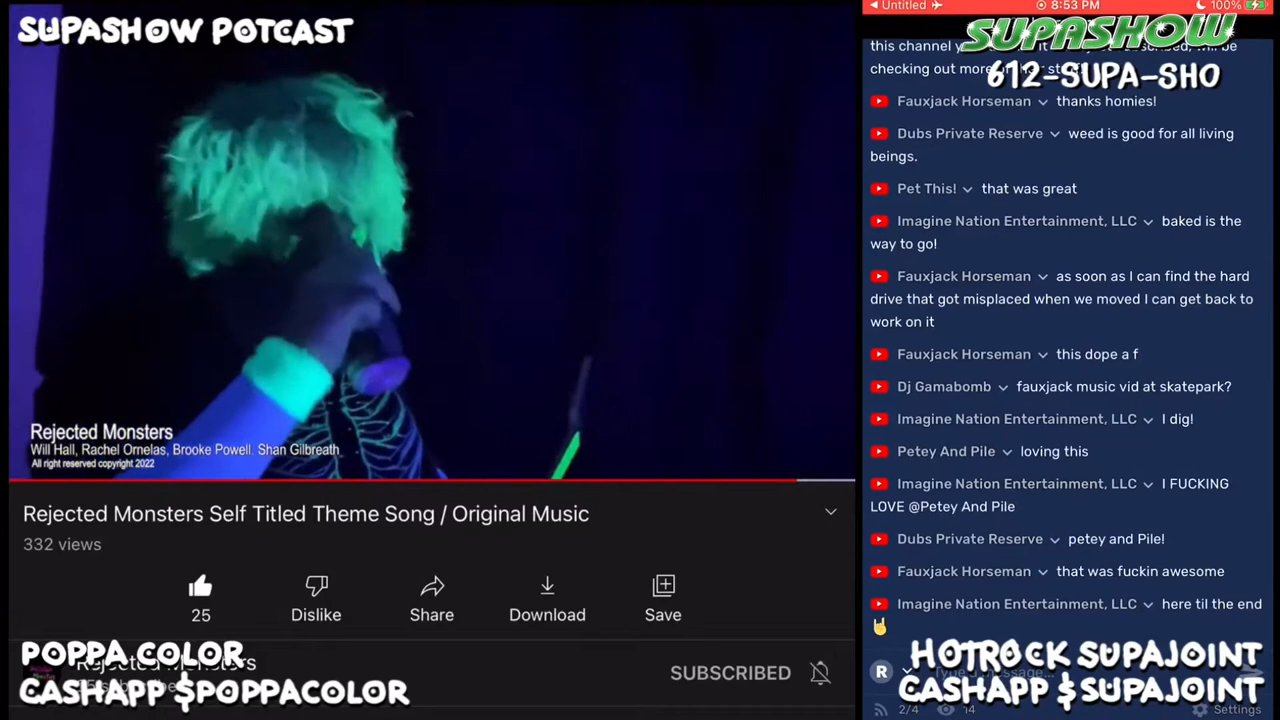 SUPASHOW POTCAST
Rejected Monsters
Will Hall, Rachel Ornelas, Brooke Powell. Shan Gilbreath
All right reserved copyright 2022
Rejected Monsters Self Titled Theme Song / Original Music
332 views
25
Dislike
Share
Download
Save
Rejected Monsters
SUBSCRIBED
POPPA COLOR
CASHAPP $POPPACOLOR
Untitled
8:53 PM
100%
SUPASHOW
612-SUPA-SHO
this channel
checking out more
Fauxjack Horseman thanks homies!
Dubs Private Reserve weed is good for all living
beings.
Pet This! that was great
Imagine Nation Entertainment, LLC baked is the
way to go!
Fauxjack Horseman as soon as I can find the hard
drive that got misplaced when we moved I can get back to
work on it
Fauxjack Horseman this dope a f
Dj Gamabomb fauxjack music vid at skatepark?
Imagine Nation Entertainment, LLC I dig!
Petey And Pile loving this
Imagine Nation Entertainment, LLC I FUCKING
LOVE @Petey And Pile
Dubs Private Reserve petey and Pile!
Fauxjack Horseman that was fuckin awesome
Imagine Nation Entertainment, LLC here til the end
🤘
HOTROCK SUPAJOINT
R
CASHAPP $SUPAJOINT
2/4
14
Settings